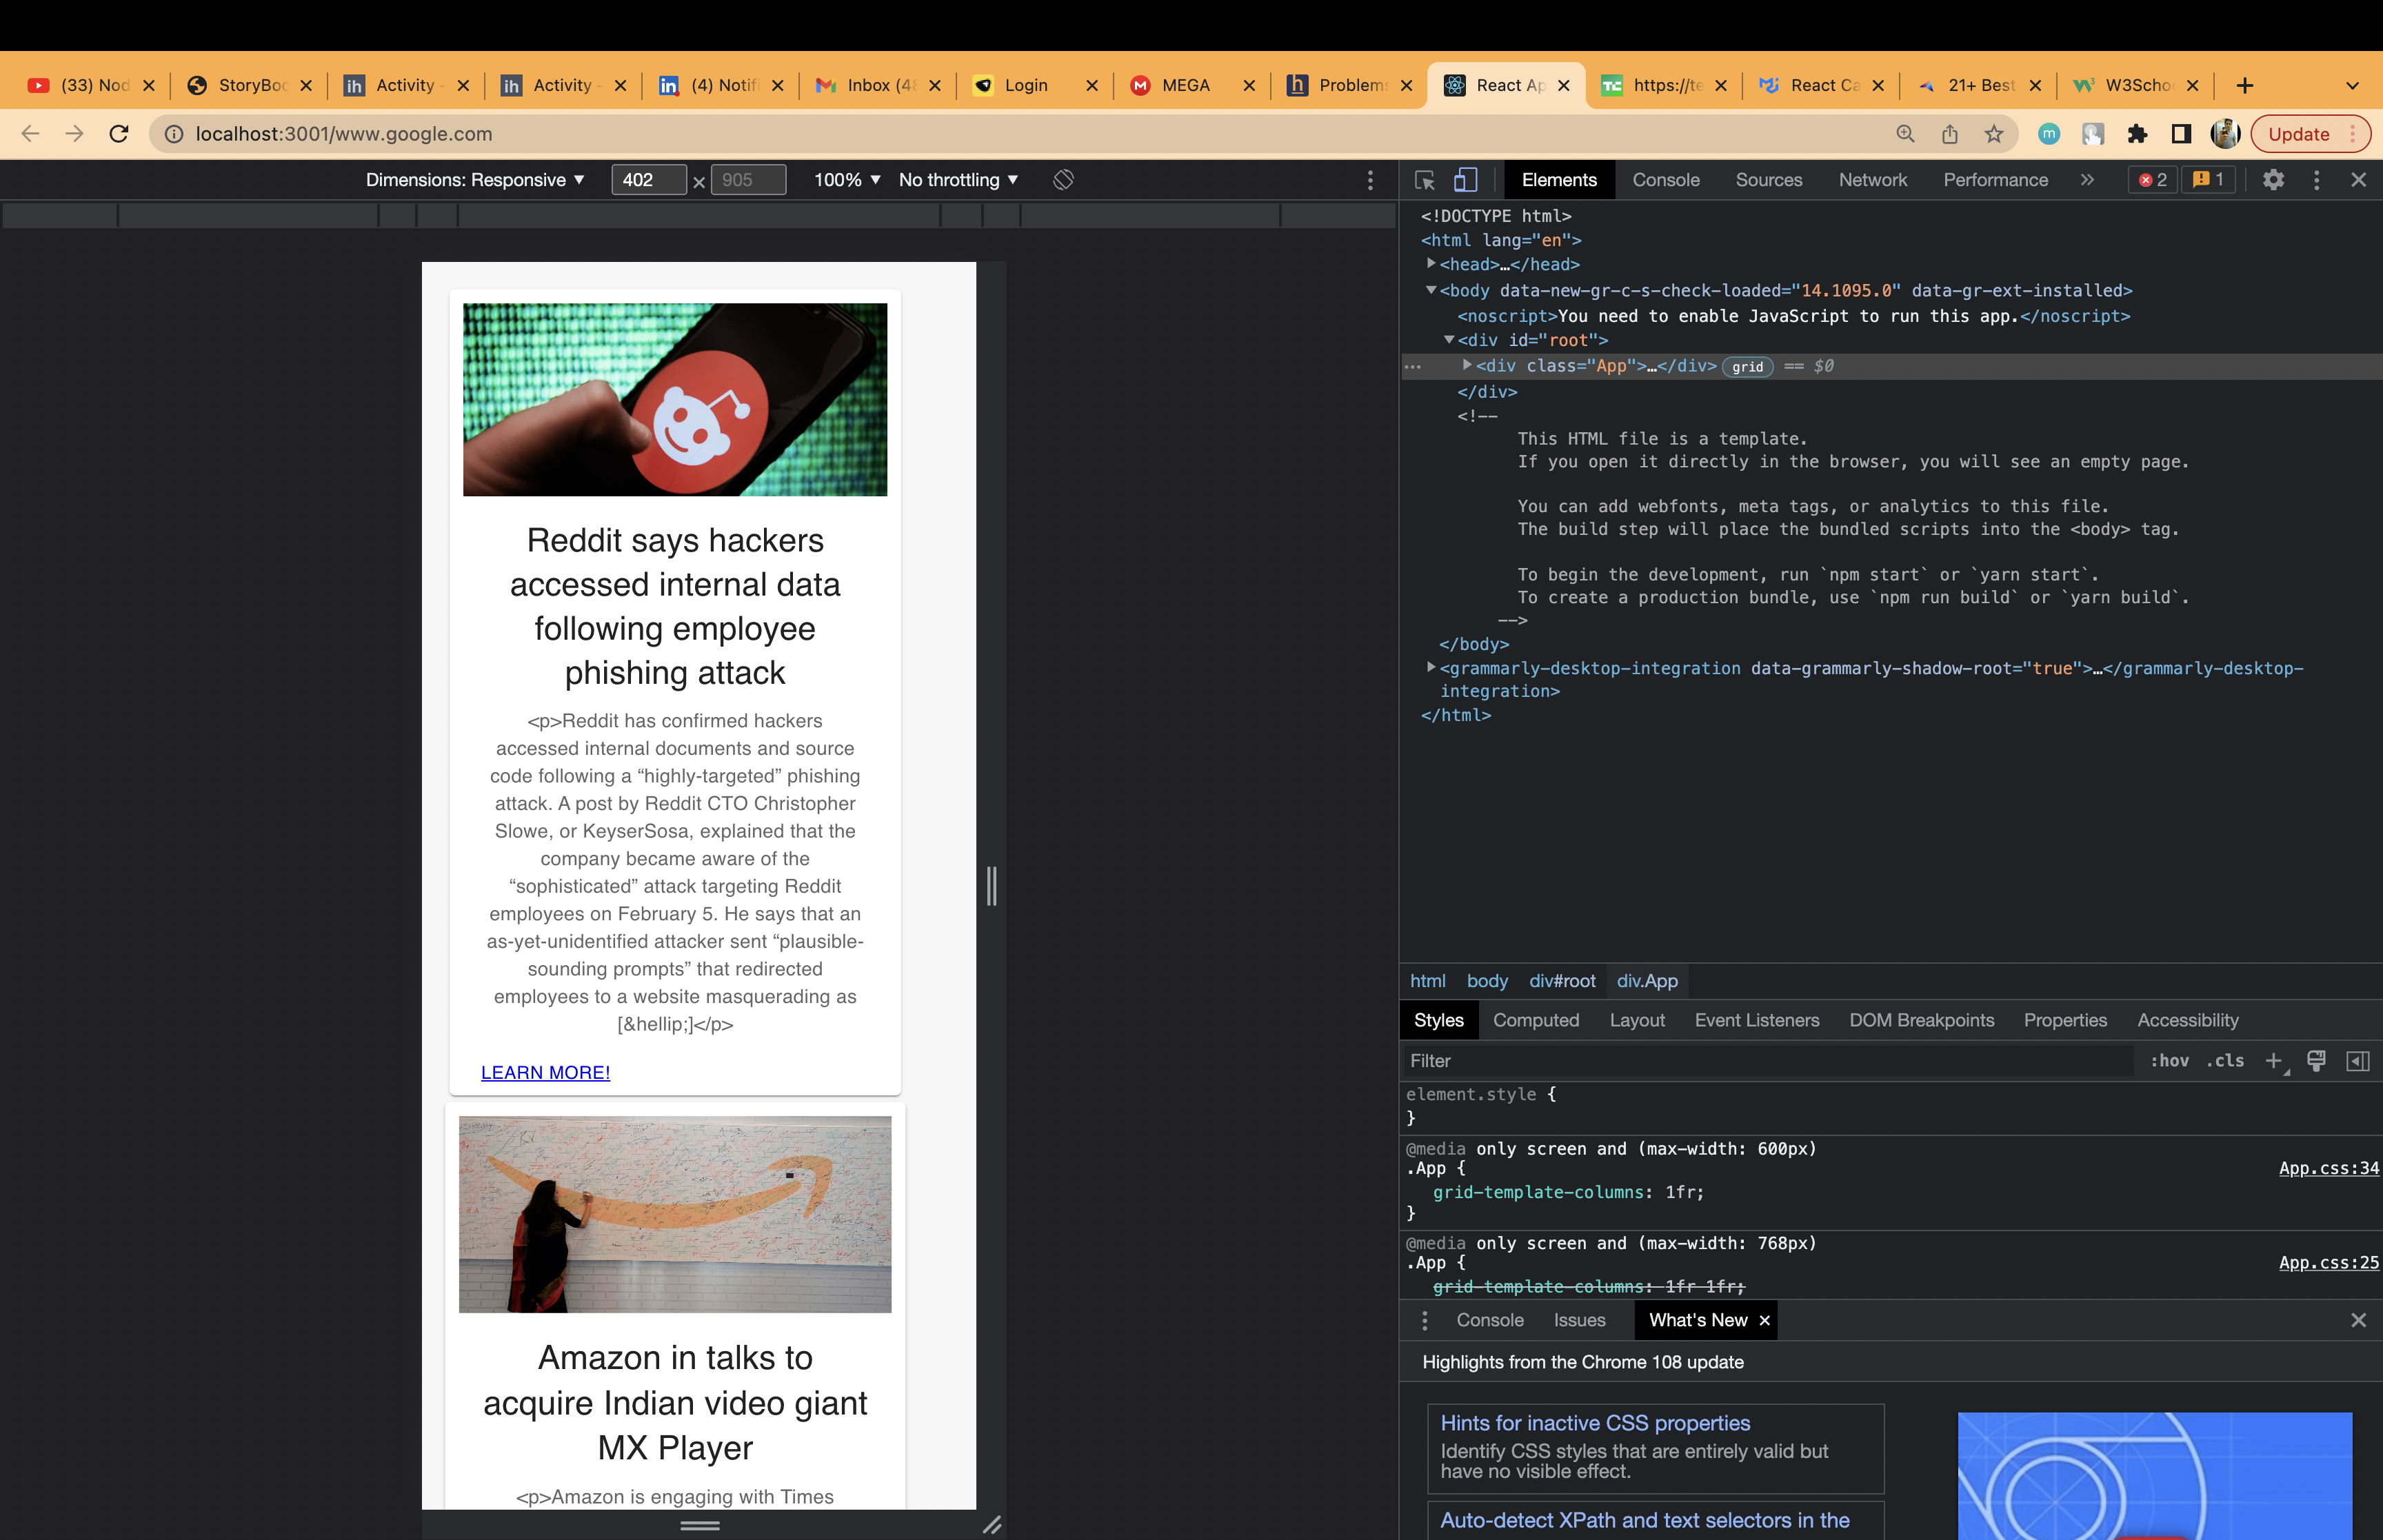 (33) Nod
StoryBoo
Activity -
Activity -
(4) Notif
Inbox (48
Login
MEGA
Problem
React Ap
https://te
React Ca
21+ Best
W3Scho
localhost:3001/www.google.com
Update
Dimensions: Responsive
402
×
905
100%
No throttling
Elements
Console
Sources
Network
Performance
2
1
<!DOCTYPE html>
<html lang="en">
<head>…</head>
<body data-new-gr-c-s-check-loaded="14.1095.0" data-gr-ext-installed>
<noscript>You need to enable JavaScript to run this app.</noscript>
<div id="root">
<div class="App">…</div> grid == $0
</div>
<!--
This HTML file is a template.
If you open it directly in the browser, you will see an empty page.
You can add webfonts, meta tags, or analytics to this file.
The build step will place the bundled scripts into the <body> tag.
To begin the development, run `npm start` or `yarn start`.
To create a production bundle, use `npm run build` or `yarn build`.
-->
</body>
<grammarly-desktop-integration data-grammarly-shadow-root="true">…</grammarly-desktop-
integration>
</html>
Reddit says hackers
accessed internal data
following employee
phishing attack
<p>Reddit has confirmed hackers
accessed internal documents and source
code following a “highly-targeted” phishing
attack. A post by Reddit CTO Christopher
Slowe, or KeyserSosa, explained that the
company became aware of the
“sophisticated” attack targeting Reddit
employees on February 5. He says that an
as-yet-unidentified attacker sent “plausible-
sounding prompts” that redirected
employees to a website masquerading as
[&hellip;]</p>
LEARN MORE!
Amazon in talks to
acquire Indian video giant
MX Player
<p>Amazon is engaging with Times
html
body
div#root
div.App
Styles
Computed
Layout
Event Listeners
DOM Breakpoints
Properties
Accessibility
Filter
:hov
.cls
element.style {
}
@media only screen and (max-width: 600px)
.App {
App.css:34
grid-template-columns: 1fr;
}
@media only screen and (max-width: 768px)
.App {
App.css:25
grid-template-columns: 1fr 1fr;
Console
Issues
What's New
Highlights from the Chrome 108 update
Hints for inactive CSS properties
Identify CSS styles that are entirely valid but
have no visible effect.
Auto-detect XPath and text selectors in the